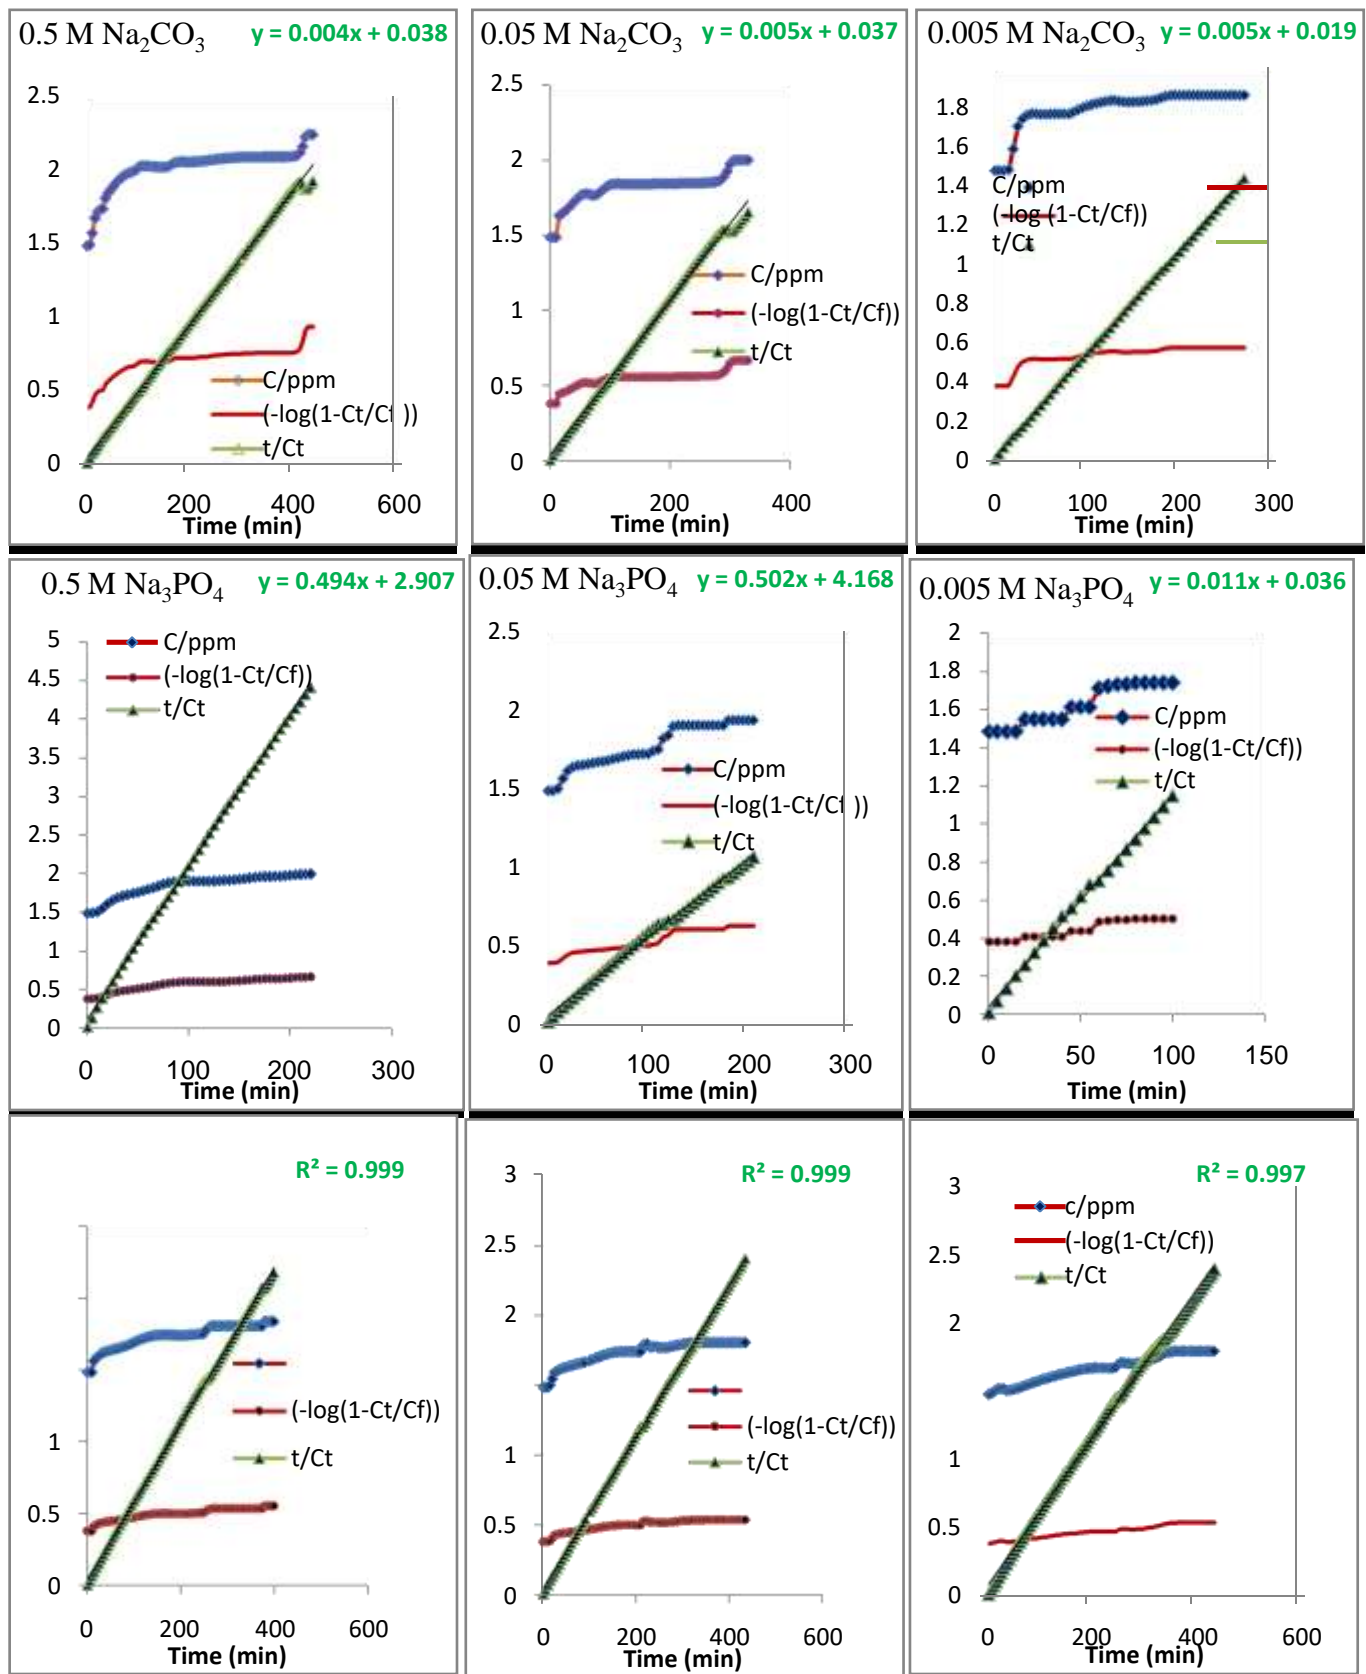 0.5 M Na₂CO₃ y = 0.004x + 0.038
2.5
2
1.5
1
0.5
0
C/ppm
(-log(1-Ct/Cf ))
t/Ct
0 200 400 600
Time (min)
0.05 M Na₂CO₃ y = 0.005x + 0.037
2.5
2
1.5
1
0.5
0
C/ppm
(-log(1-Ct/Cf))
t/Ct
0 200 400
Time (min)
0.005 M Na₂CO₃ y = 0.005x + 0.019
1.8
1.6
1.4
1.2
1
0.8
0.6
0.4
0.2
0
C/ppm
(-log (1-Ct/Cf))
t/Ct
0 100 200 300
Time (min)
0.5 M Na₃PO₄ y = 0.494x + 2.907
5
4.5
4
3.5
3
2.5
2
1.5
1
0.5
0
C/ppm
(-log(1-Ct/Cf))
t/Ct
0 100 200 300
Time (min)
0.05 M Na₃PO₄ y = 0.502x + 4.168
2.5
2
1.5
1
0.5
0
C/ppm
(-log(1-Ct/Cf ))
t/Ct
0 100 200 300
Time (min)
0.005 M Na₃PO₄ y = 0.011x + 0.036
2
1.8
1.6
1.4
1.2
1
0.8
0.6
0.4
0.2
0
C/ppm
(-log(1-Ct/Cf))
t/Ct
0 50 100 150
Time (min)
R² = 0.999
1
0.5
0
(-log(1-Ct/Cf))
t/Ct
0 200 400 600
Time (min)
R² = 0.999
3
2.5
2
1.5
1
0.5
0
(-log(1-Ct/Cf))
t/Ct
0 200 400 600
Time (min)
R² = 0.997
3
2.5
2
1
0.5
0
c/ppm
(-log(1-Ct/Cf))
t/Ct
0 200 400 600
Time (min)